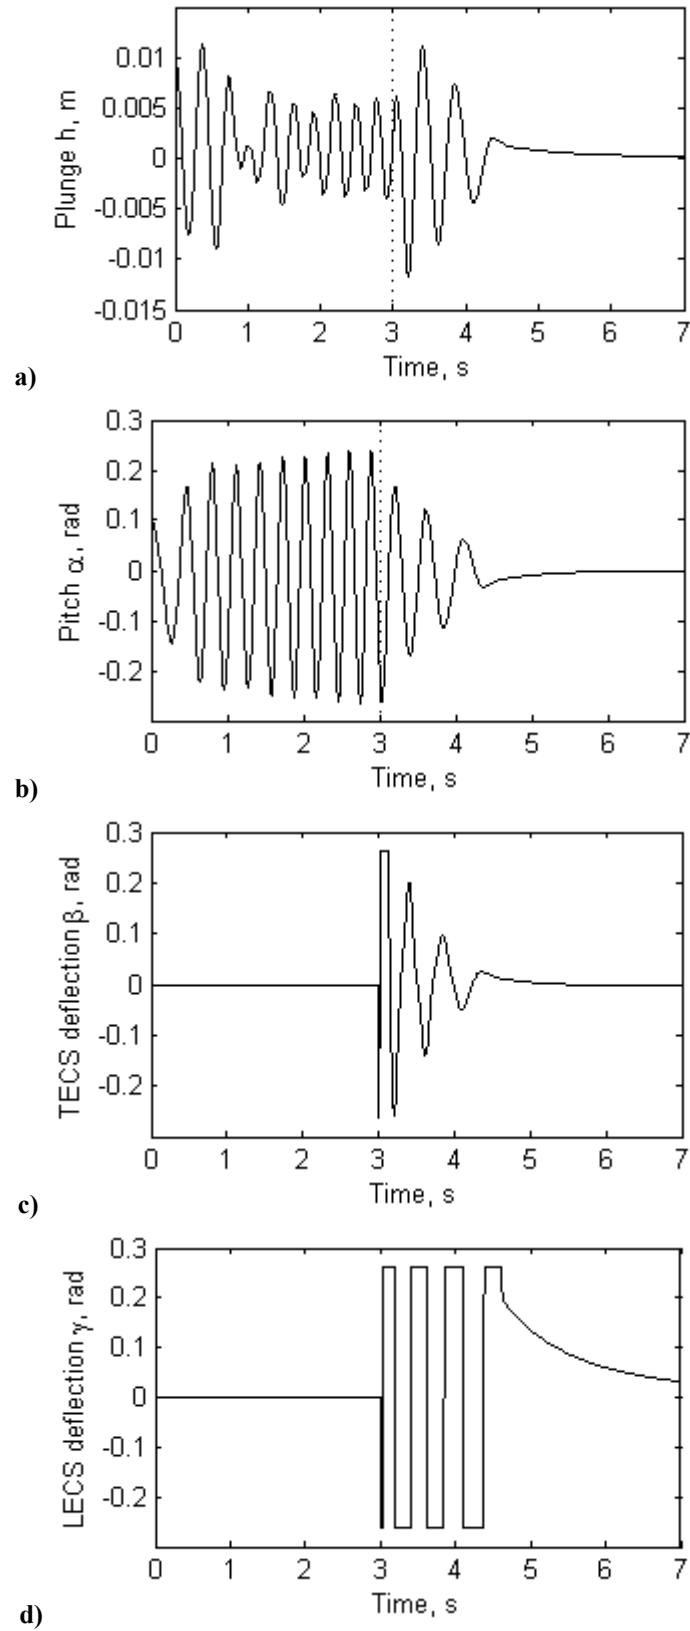 Plunge h, m
0.01
0.005
0
-0.005
-0.01
-0.015
0 1 2 3 4 5 6 7
Time, s
a)
Pitch α, rad
0.3
0.2
0.1
0
-0.1
-0.2
0 1 2 3 4 5 6 7
Time, s
b)
TECS deflection β, rad
0.3
0.2
0.1
0
-0.1
-0.2
0 1 2 3 4 5 6 7
Time, s
c)
LECS deflection γ, rad
0.3
0.2
0.1
0
-0.1
-0.2
0 1 2 3 4 5 6 7
Time, s
d)